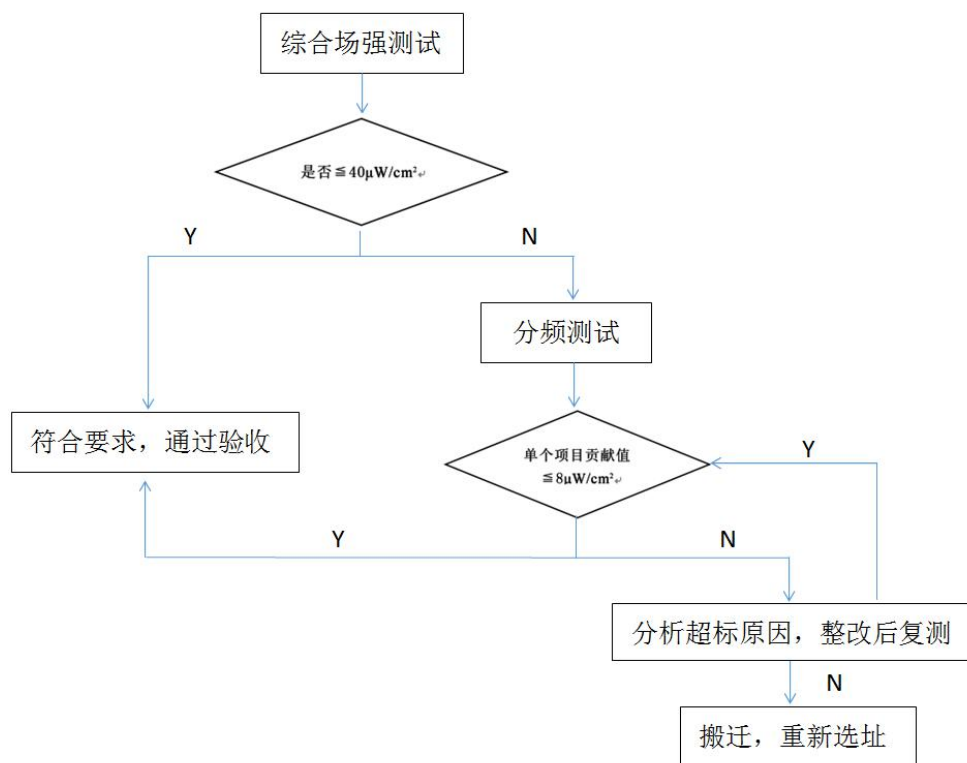 综合场强测试
是否≦40μW/cm²
Y
N
分频测试
符合要求，通过验收
单个项目贡献值
≦8μW/cm²
Y
Y
N
分析超标原因，整改后复测
N
搬迁，重新选址